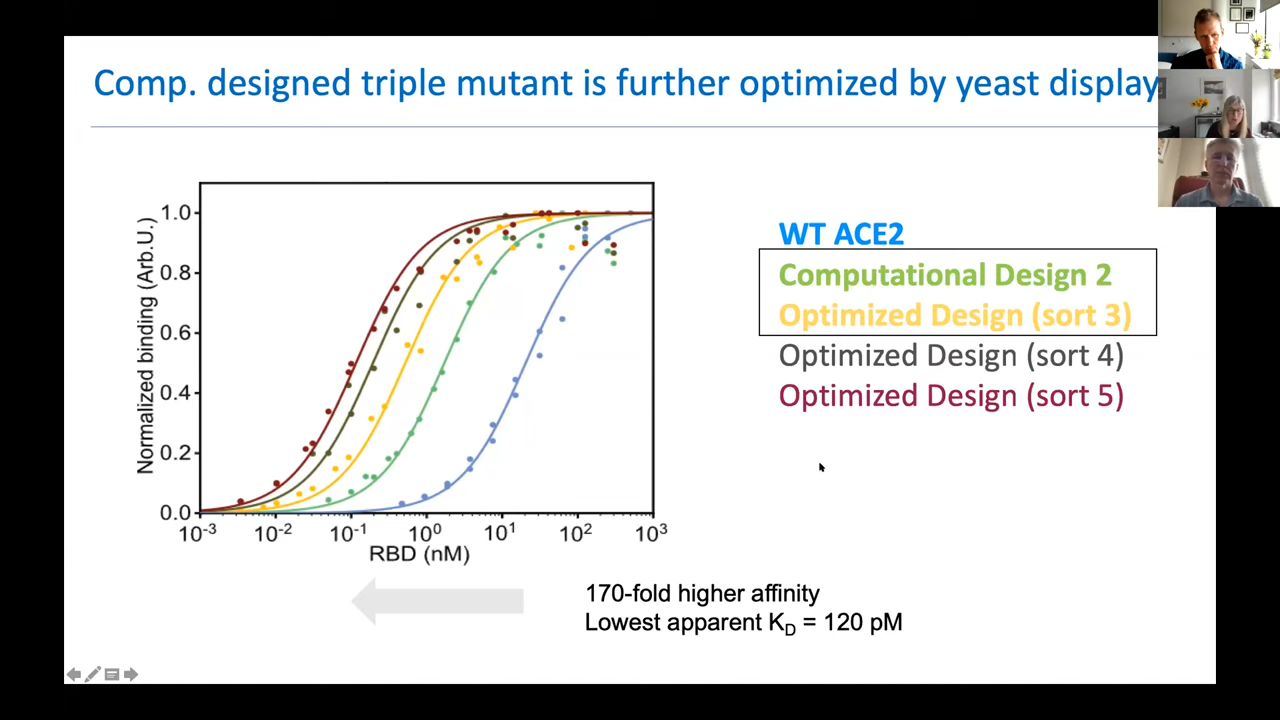 Comp. designed triple mutant is further optimized by yeast display
Normalized binding (Arb.U.)
1.0
0.8
0.6
0.4
0.2
0.0
10⁻³ 10⁻² 10⁻¹ 10⁰ 10¹ 10² 10³
RBD (nM)
WT ACE2
Computational Design 2
Optimized Design (sort 3)
Optimized Design (sort 4)
Optimized Design (sort 5)
170-fold higher affinity
Lowest apparent K_D = 120 pM